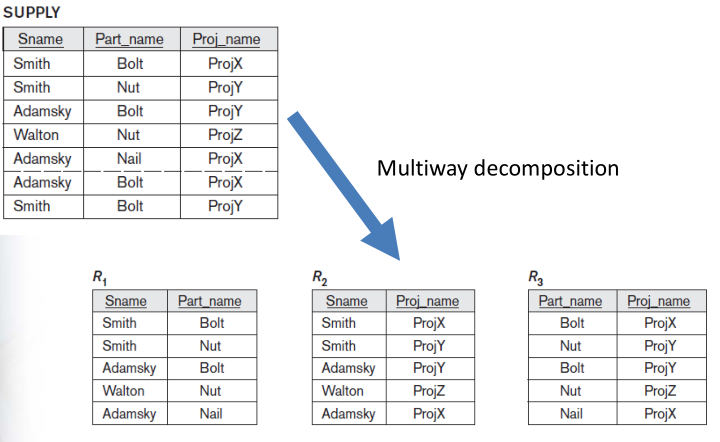 SUPPLY
Sname Part_name Proj_name
Smith Bolt ProjX
Smith Nut ProjY
Adamsky Bolt ProjY
Walton Nut ProjZ
Adamsky Nail ProjX
Adamsky Bolt ProjX
Smith Bolt ProjY
Multiway decomposition
R1
Sname Part_name
Smith Bolt
Smith Nut
Adamsky Bolt
Walton Nut
Adamsky Nail
R2
Sname Proj_name
Smith ProjX
Smith ProjY
Adamsky ProjY
Walton ProjZ
Adamsky ProjX
R3
Part_name Proj_name
Bolt ProjX
Nut ProjY
Bolt ProjY
Nut ProjZ
Nail ProjX